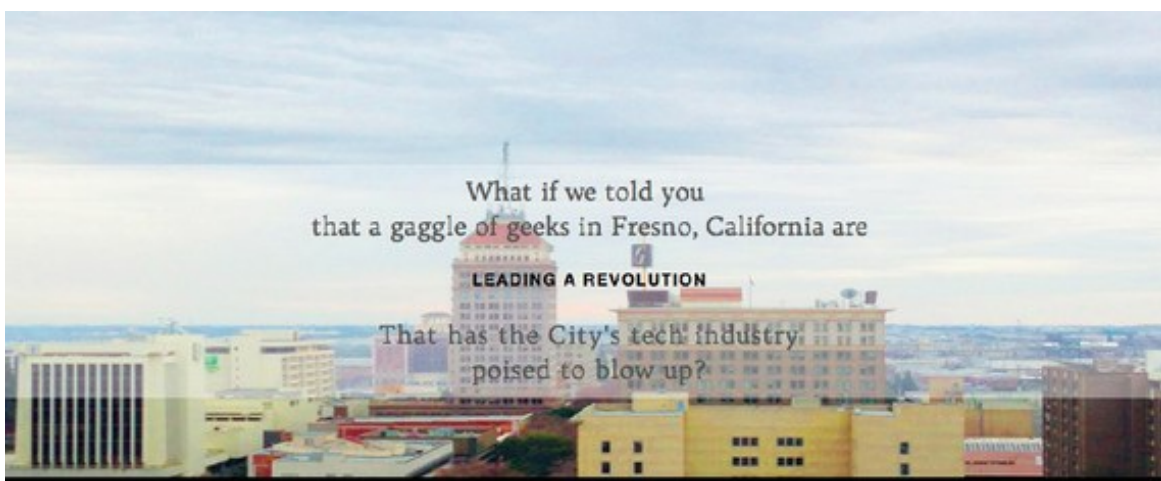 What if we told you
that a gaggle of geeks in Fresno, California are
LEADING A REVOLUTION
That has the City's tech industry
poised to blow up?